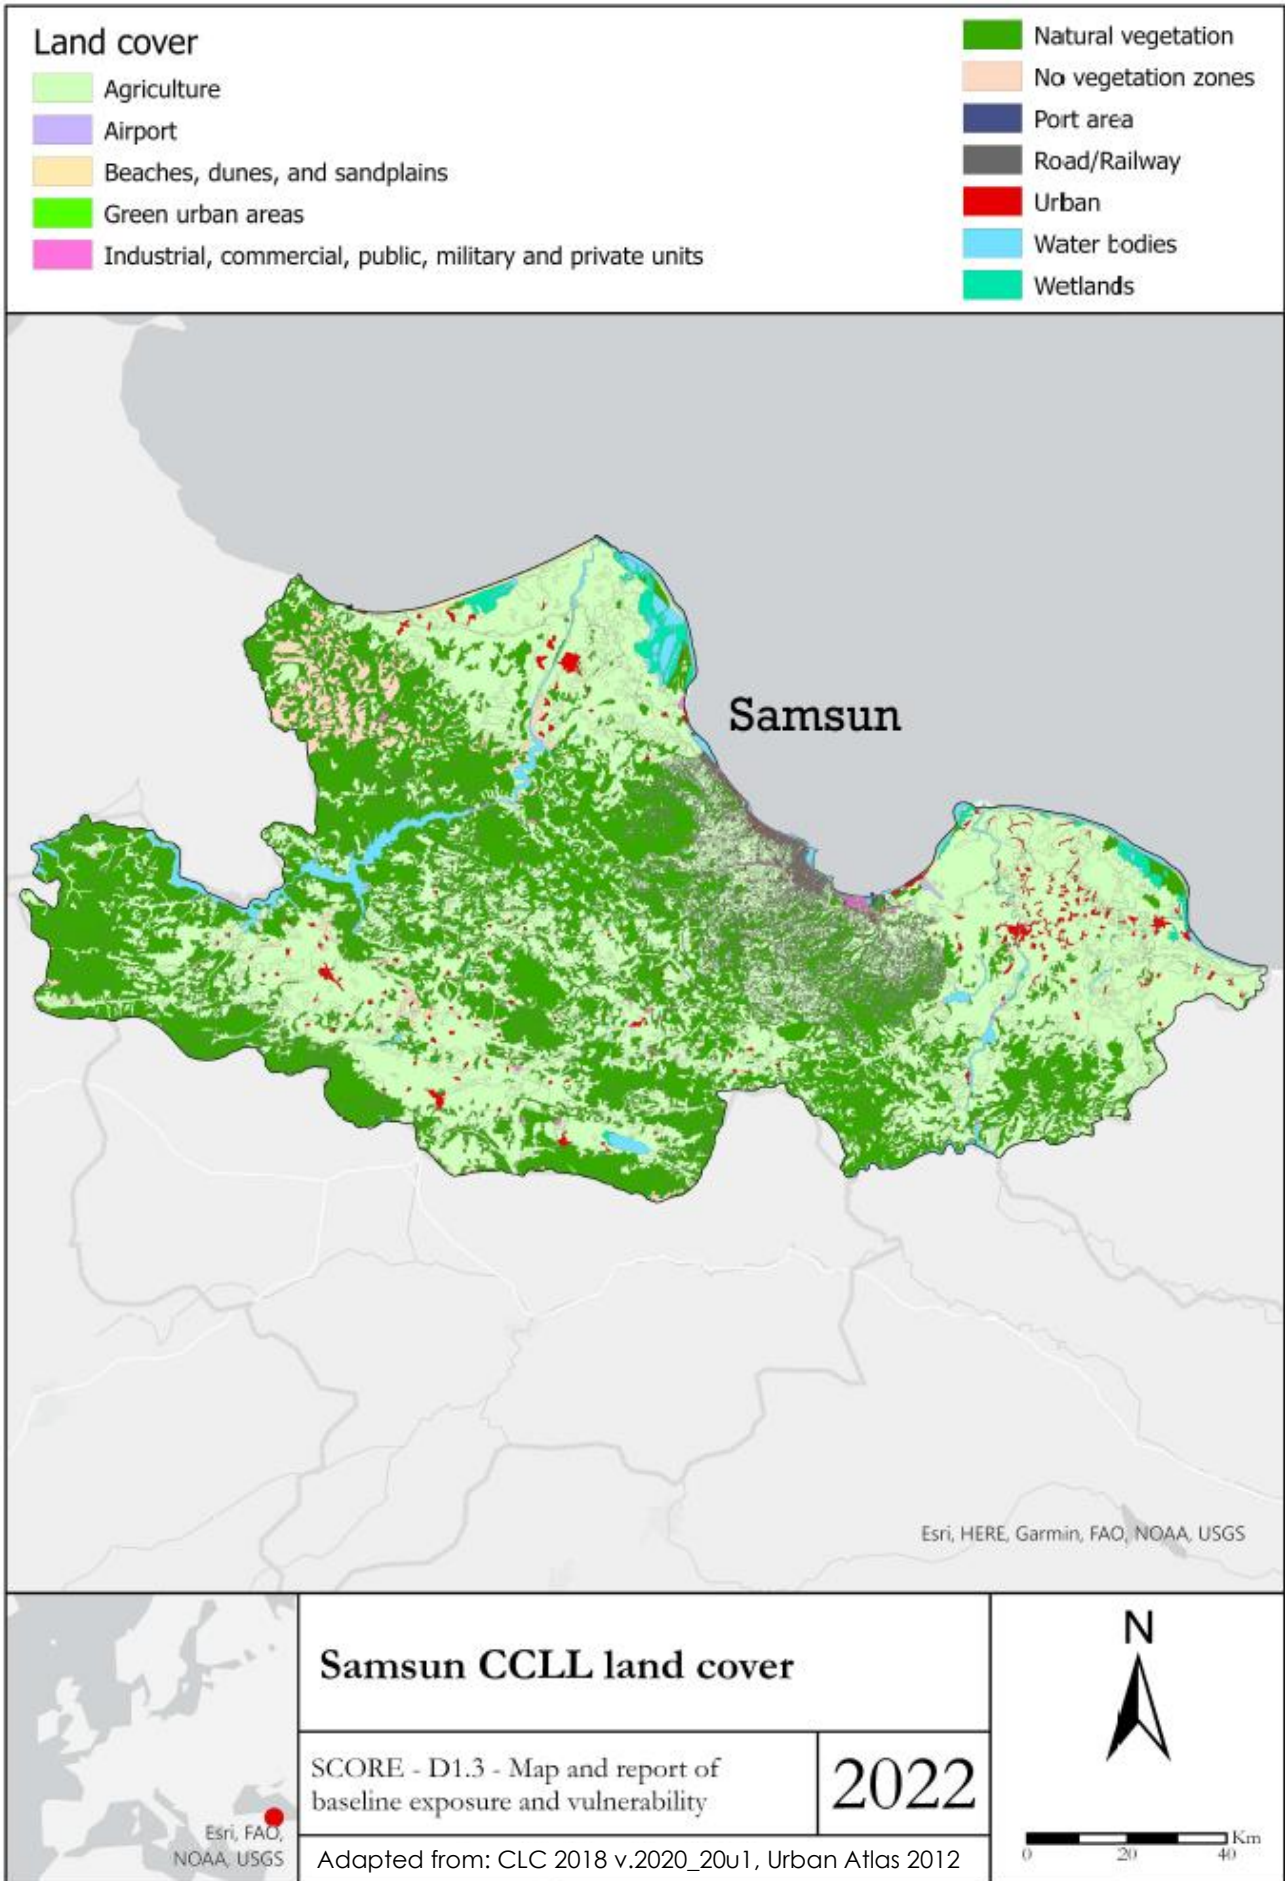 Land cover
Agriculture
Airport
Beaches, dunes, and sandplains
Green urban areas
Industrial, commercial, public, military and private units
Natural vegetation
No vegetation zones
Port area
Road/Railway
Urban
Water bodies
Wetlands
Samsun
Esri, HERE, Garmin, FAO, NOAA, USGS
Esri, FAO,
NOAA, USGS
Samsun CCLL land cover
SCORE - D1.3 - Map and report of
baseline exposure and vulnerability
2022
Adapted from: CLC 2018 v.2020_20u1, Urban Atlas 2012
N
Km
0 20 40